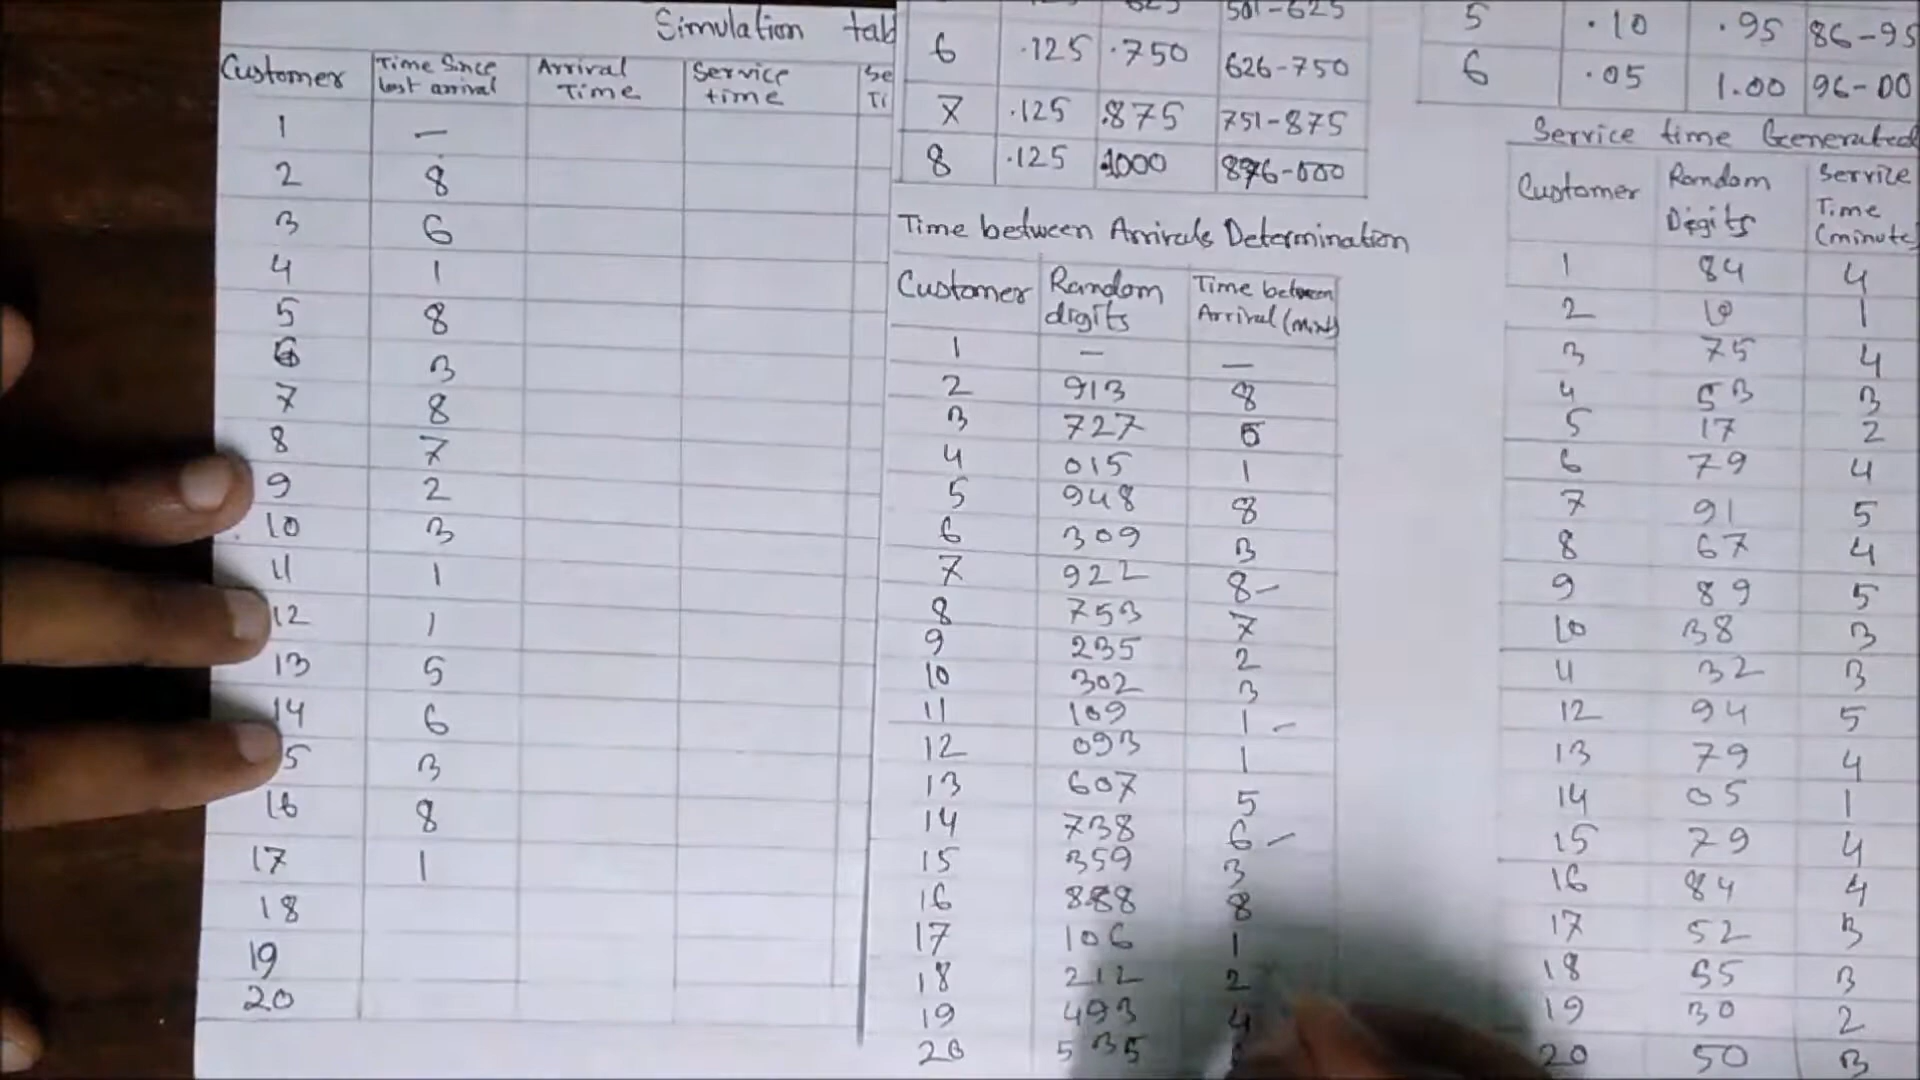 Simulation tab
Customer Time Since last arrival Arrival Time Service time Se Ti
1 —
2 8
3 6
4 1
5 8
6 3
7 8
8 7
9 2
10 3
11 1
12 1
13 5
14 6
5 3
16 8
17 1
18
19
20
501-625
6 .125 .750 626-750
7 .125 .875 751-875
8 .125 1000 876-000
Time between Arrivals Determination
Customer Random digits Time between Arrival (mint)
1 — —
2 913 8
3 727 6
4 015 1
5 948 8
6 309 3
7 922 8-
8 753 7
9 235 2
10 302 3
11 109 1 -
12 093 1
13 607 5
14 738 6 -
15 359 3
16 888 8
17 106 1
18 212 2
19 493 4
20 535
5 .10 .95 86-95
6 .05 1.00 96-00
Service time Generated
Customer Random Digits Service Time (minute)
1 84 4
2 10 1
3 75 4
4 53 3
5 17 2
6 79 4
7 91 5
8 67 4
9 89 5
10 38 3
11 32 3
12 94 5
13 79 4
14 05 1
15 79 4
16 84 4
17 52 3
18 55 3
19 30 2
20 50 3